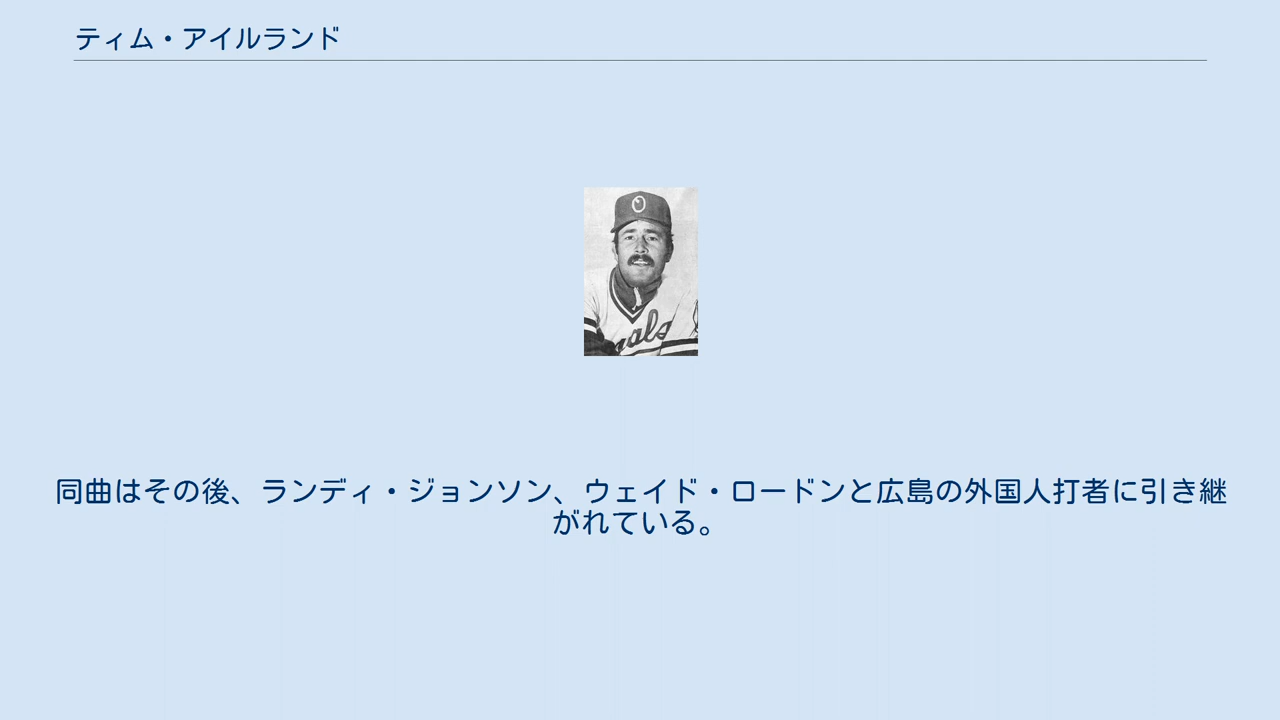 ティム・アイルランド
O
als
同曲はその後、ランディ・ジョンソン、ウェイド・ロードンと広島の外国人打者に引き継
がれている。